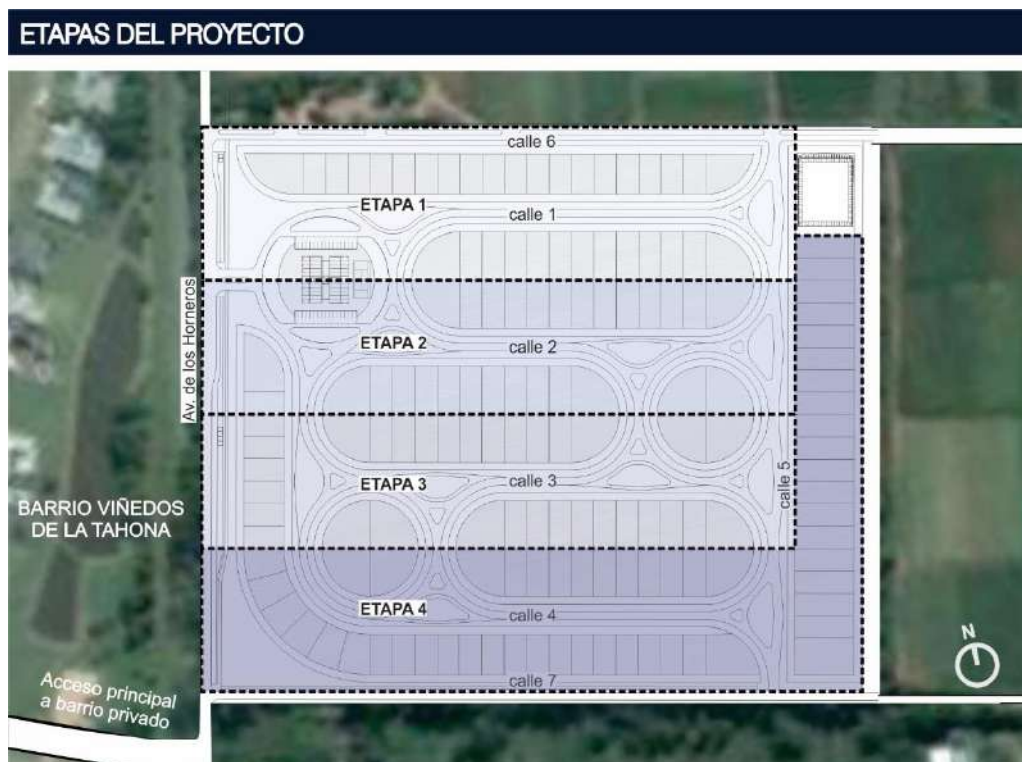 ETAPAS DEL PROYECTO
calle 6
ETAPA 1
calle 1
Av. de los Horneros
ETAPA 2
calle 2
ETAPA 3
calle 3
calle 5
BARRIO VIÑEDOS
DE LA TAHONA
ETAPA 4
calle 4
N
calle 7
Acceso principal
a barrio privado